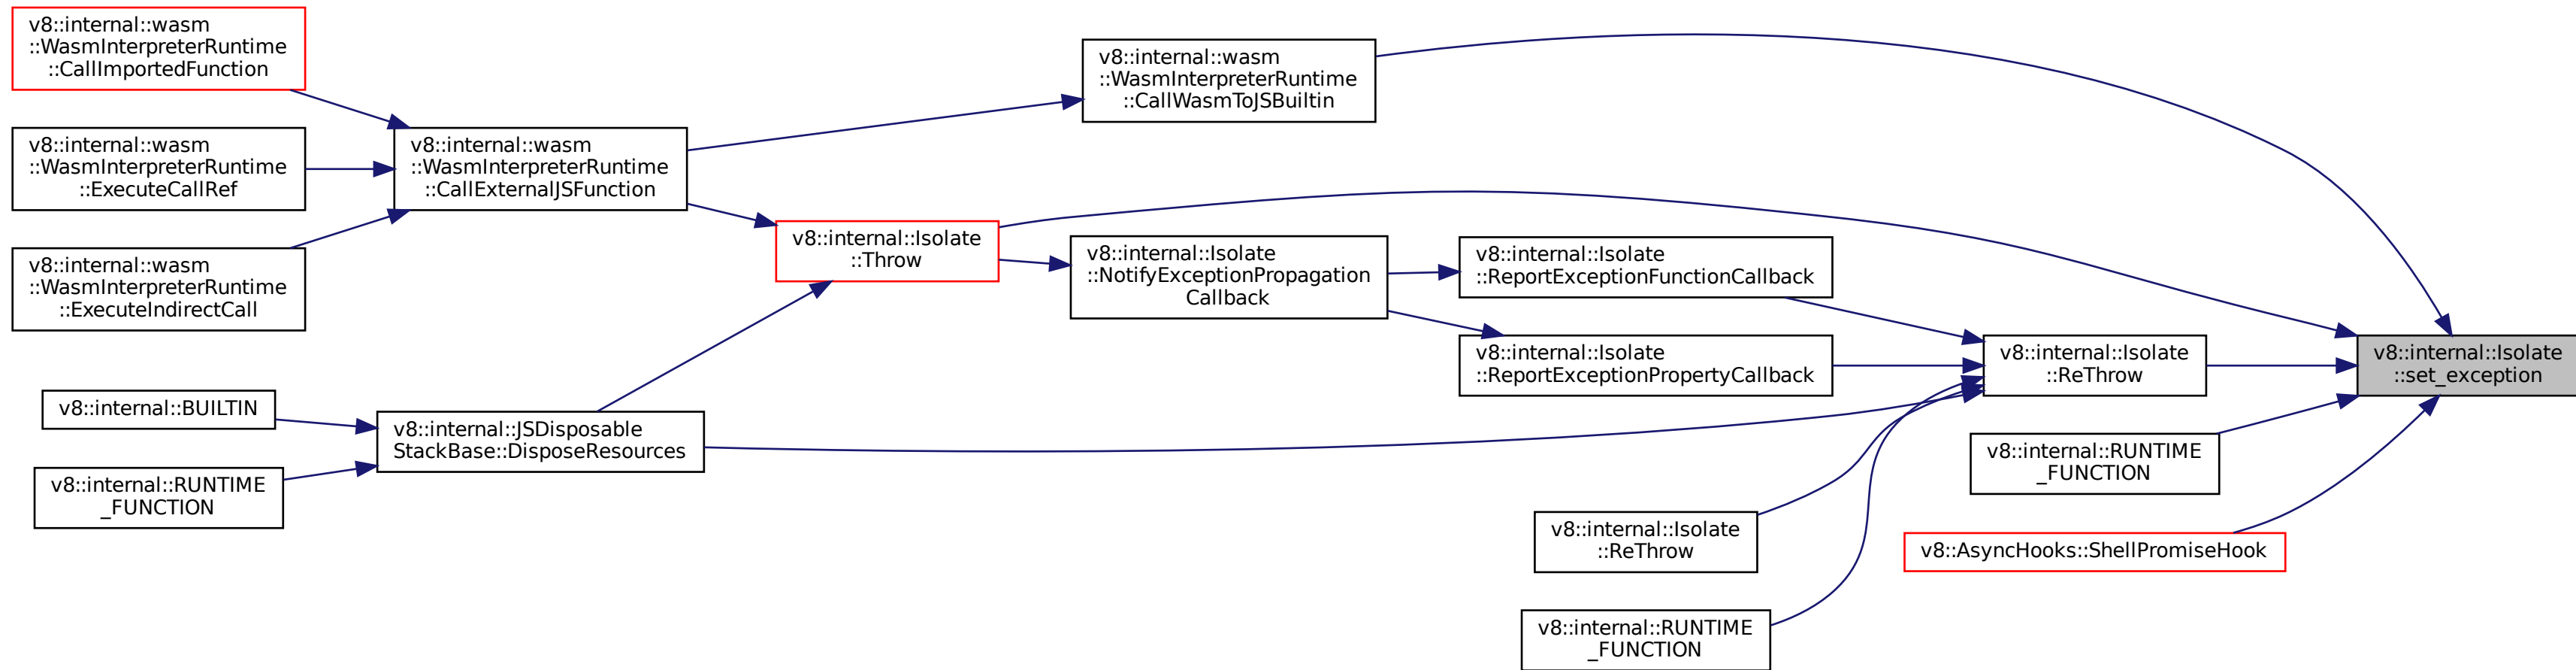 v8::internal::wasm
::WasmInterpreterRuntime
::CallImportedFunction
v8::internal::wasm
::WasmInterpreterRuntime
::ExecuteCallRef
v8::internal::wasm
::WasmInterpreterRuntime
::ExecuteIndirectCall
v8::internal::BUILTIN
v8::internal::RUNTIME
_FUNCTION
v8::internal::wasm
::WasmInterpreterRuntime
::CallExternalJSFunction
v8::internal::JSDisposable
StackBase::DisposeResources
v8::internal::Isolate
::Throw
v8::internal::wasm
::WasmInterpreterRuntime
::CallWasmToJSBuiltin
v8::internal::Isolate
::NotifyExceptionPropagation
Callback
v8::internal::Isolate
::ReportExceptionFunctionCallback
v8::internal::Isolate
::ReportExceptionPropertyCallback
v8::internal::Isolate
::ReThrow
v8::internal::RUNTIME
_FUNCTION
v8::internal::Isolate
::ReThrow
v8::internal::RUNTIME
_FUNCTION
v8::AsyncHooks::ShellPromiseHook
v8::internal::Isolate
::set_exception